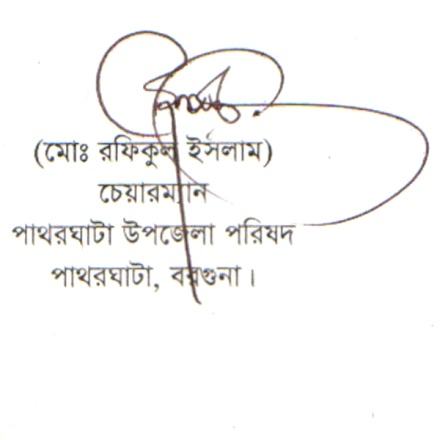 (মোঃ রফিকুল ইসলাম)
চেয়ারম্যান
পাথরঘাটা উপজেলা পরিষদ
পাথরঘাটা, বরগুনা।